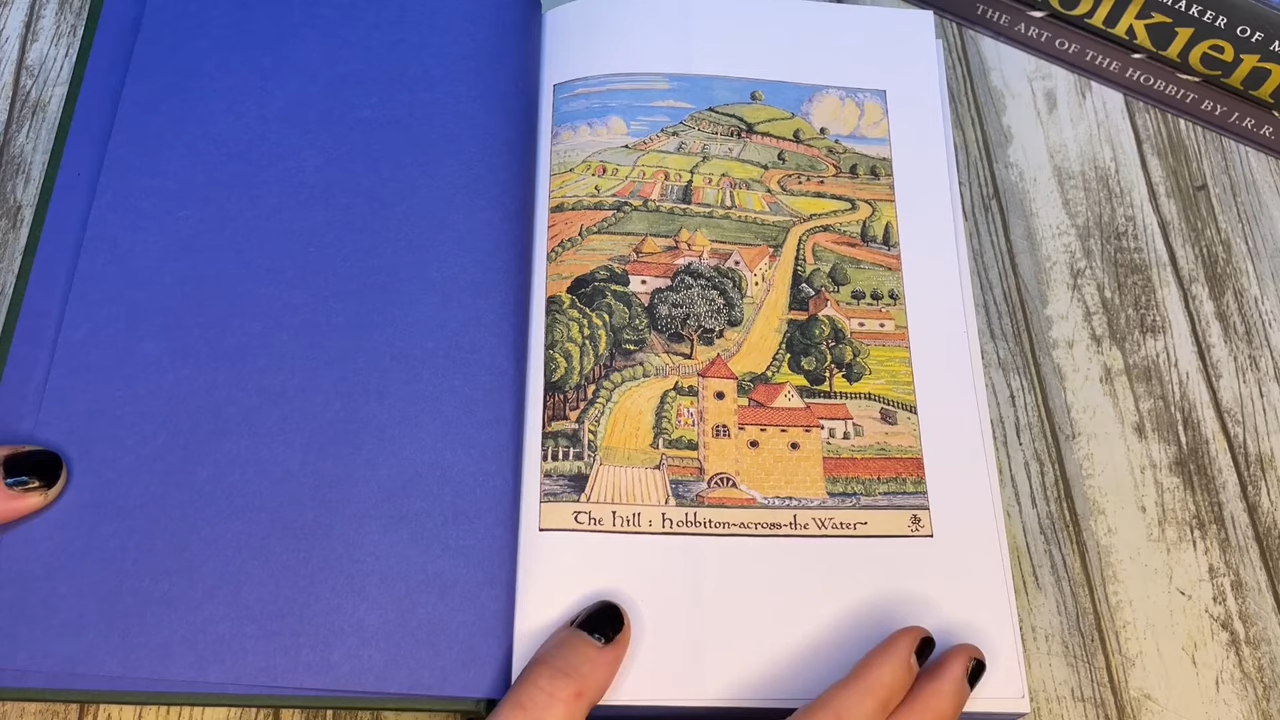 MAKER OF M
olkien
THE ART OF THE HOBBIT BY J.R.R.
The Hill : Hobbiton-across-the Water